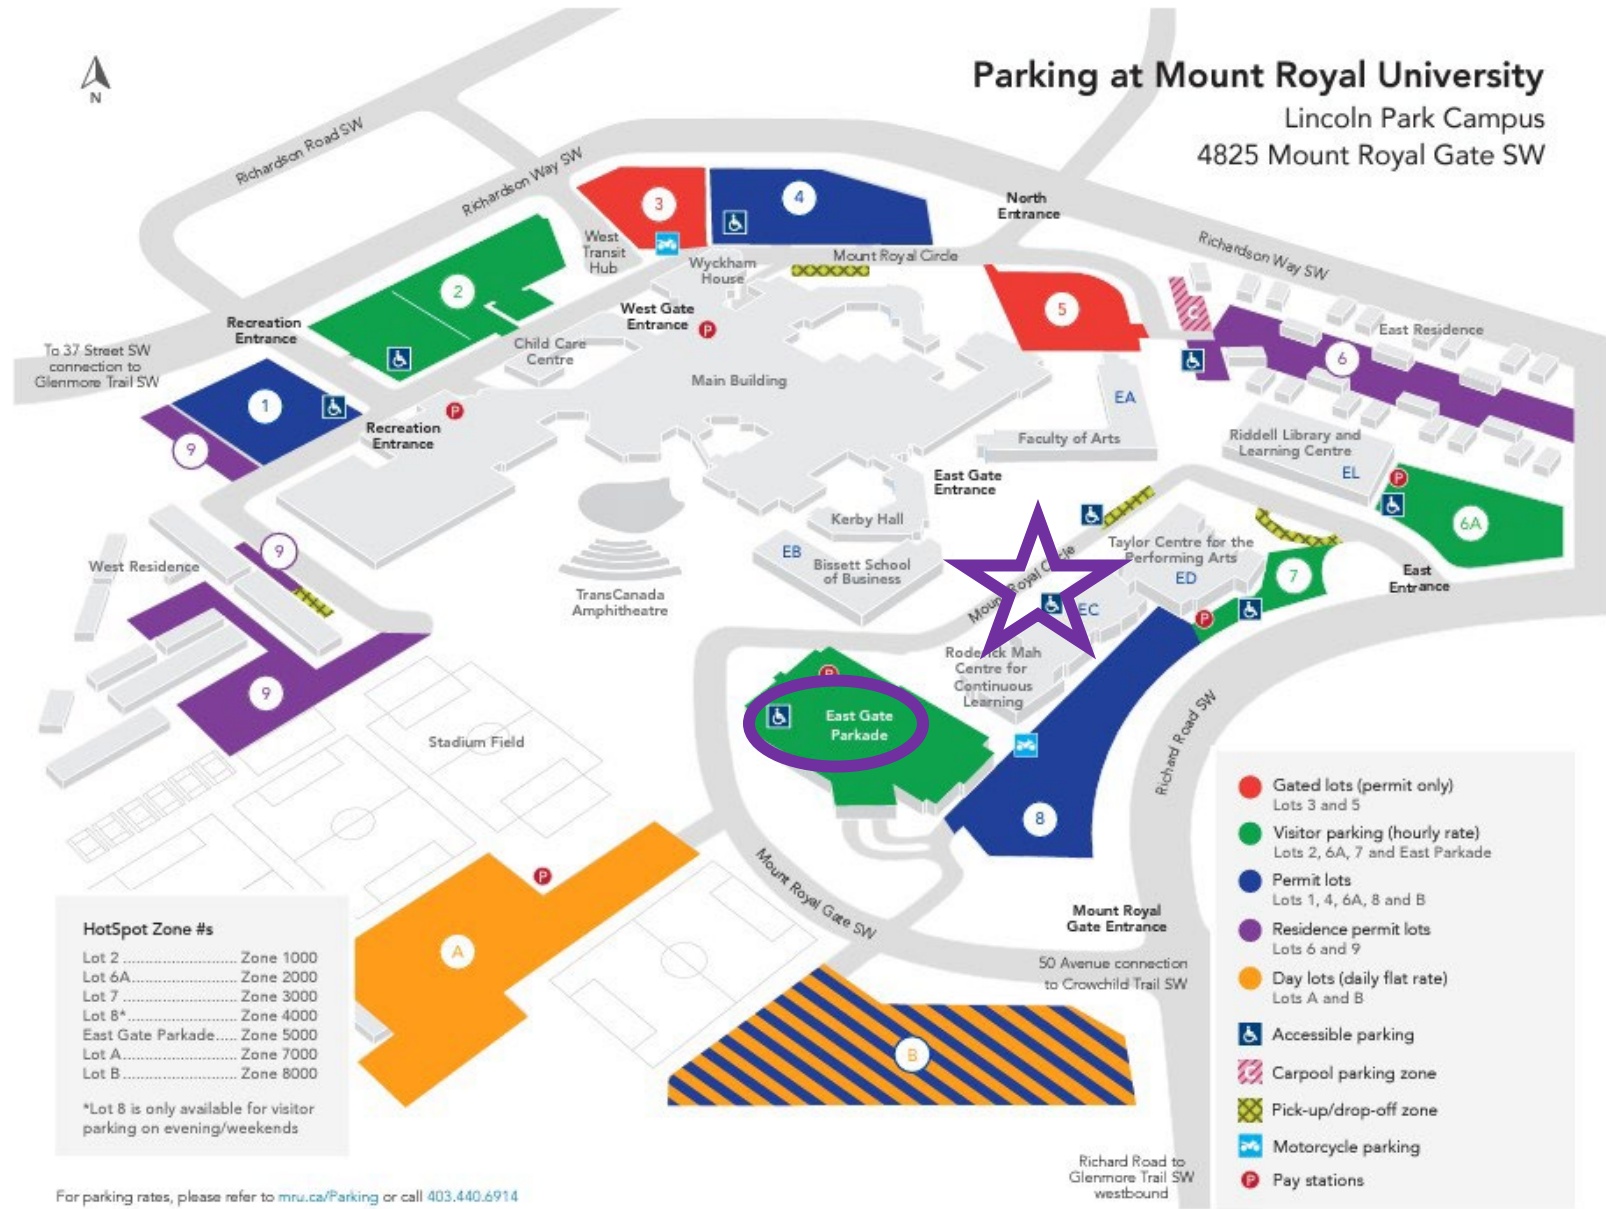 Parking at Mount Royal University
Lincoln Park Campus
4825 Mount Royal Gate SW
N
Richardson Road SW
Richardson Way SW
3
4
North
Entrance
West
Transit
Hub
Wyckham
House
Mount Royal Circle
Richardson Way SW
2
5
C
West Gate
Entrance
P
Recreation
Entrance
Child Care
Centre
East Residence
6
To 37 Street SW
connection to
Glenmore Trail SW
Main Building
1
P
EA
Recreation
Entrance
9
Faculty of Arts
Riddell Library and
Learning Centre
EL
P
East Gate
Entrance
Kerby Hall
6A
9
EB
Bissett School
of Business
Taylor Centre for the
Performing Arts
ED
7
East
Entrance
West Residence
TransCanada
Amphitheatre
Mount Royal Circle
EC
P
Roderick Mah
Centre for
Continuous
Learning
P
9
East Gate
Parkade
Stadium Field
Richard Road SW
8
P
Mount Royal Gate SW
A
Mount Royal
Gate Entrance
50 Avenue connection
to Crowchild Trail SW
B
Richard Road to
Glenmore Trail SW
westbound
HotSpot Zone #s
Lot 2 .......................... Zone 1000
Lot 6A........................ Zone 2000
Lot 7 .......................... Zone 3000
Lot 8*......................... Zone 4000
East Gate Parkade..... Zone 5000
Lot A.......................... Zone 7000
Lot B.......................... Zone 8000
*Lot 8 is only available for visitor
parking on evening/weekends
Gated lots (permit only)
Lots 3 and 5
Visitor parking (hourly rate)
Lots 2, 6A, 7 and East Parkade
Permit lots
Lots 1, 4, 6A, 8 and B
Residence permit lots
Lots 6 and 9
Day lots (daily flat rate)
Lots A and B
Accessible parking
C Carpool parking zone
Pick-up/drop-off zone
Motorcycle parking
P Pay stations
For parking rates, please refer to mru.ca/Parking or call 403.440.6914